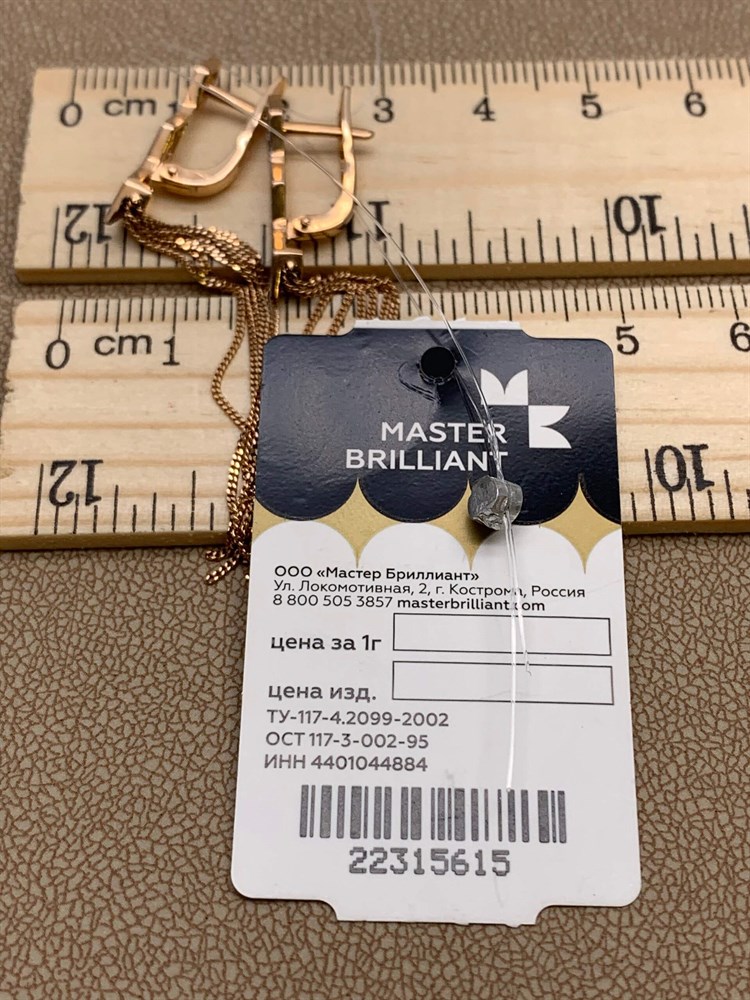 0 cm 1 2 3 4 5 6
12 11 10
0 cm 1 5 6
12 10
MASTER
BRILLIANT
ООО «Мастер Бриллиант»
Ул. Локомотивная, 2, г. Кострома, Россия
8 800 505 3857 masterbrilliant.com
цена за 1г
цена изд.
ТУ-117-4.2099-2002
ОСТ 117-3-002-95
ИНН 4401044884
22315615